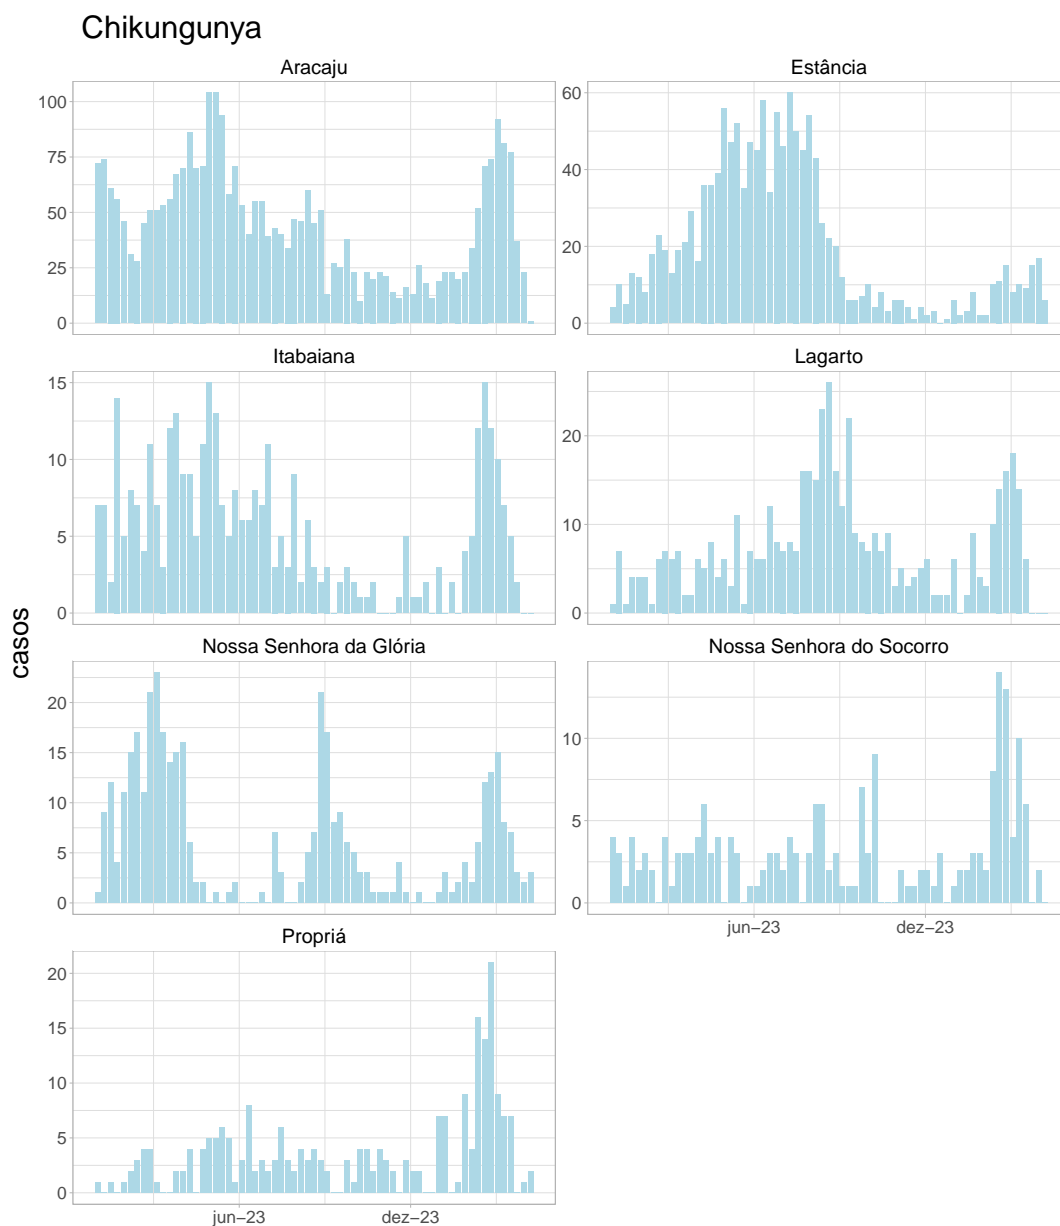 Chikungunya
Aracaju
100
75
50
25
0
Estância
60
40
20
0
Itabaiana
15
10
5
0
Lagarto
20
10
0
casos
Nossa Senhora da Glória
20
15
10
5
0
Nossa Senhora do Socorro
10
5
0
jun−23 dez−23
Propriá
20
15
10
5
0
jun−23 dez−23